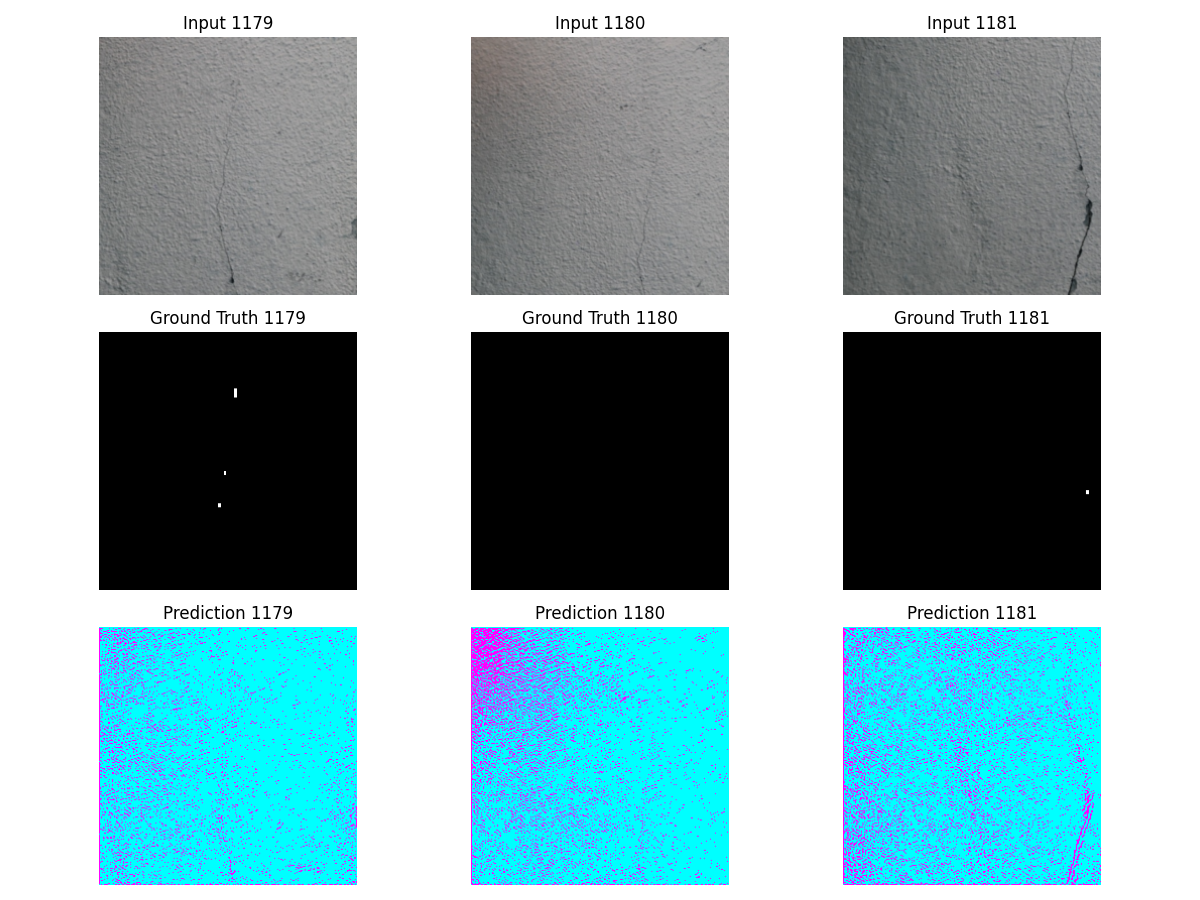 Input 1179
Input 1180
Input 1181
Ground Truth 1179
Ground Truth 1180
Ground Truth 1181
Prediction 1179
Prediction 1180
Prediction 1181